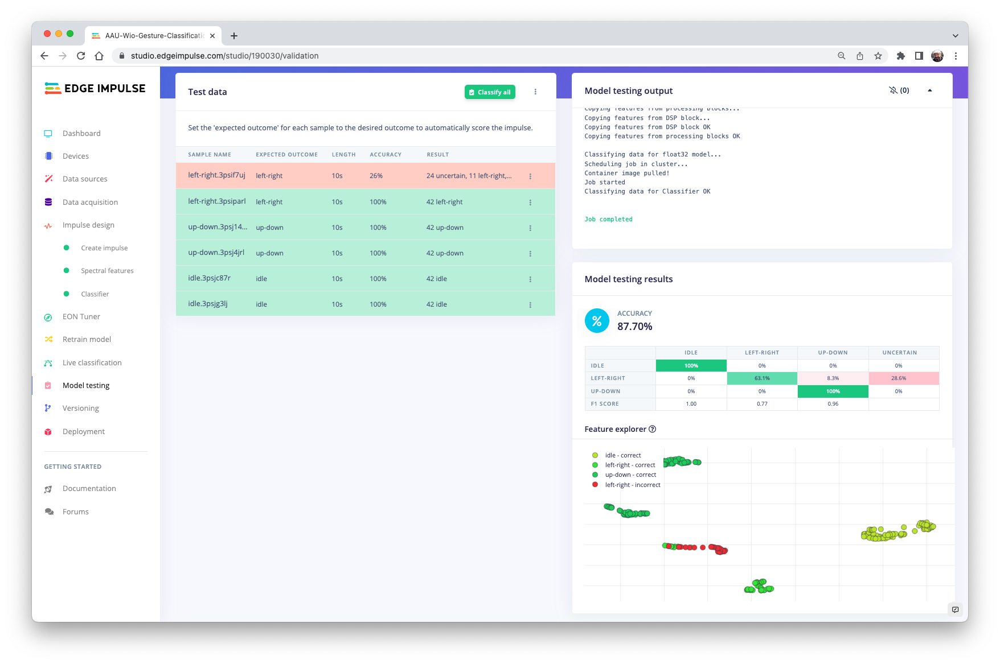 AAU-Wio-Gesture-Classificatio
studio.edgeimpulse.com/studio/190030/validation
EDGE IMPULSE
Dashboard
Devices
Data sources
Data acquisition
Impulse design
Create impulse
Spectral features
Classifier
EON Tuner
Retrain model
Live classification
Model testing
Versioning
Deployment
GETTING STARTED
Documentation
Forums
Test data
Classify all
Set the 'expected outcome' for each sample to the desired outcome to automatically score the impulse.
SAMPLE NAME EXPECTED OUTCOME LENGTH ACCURACY RESULT
left-right.3psif7uj left-right 10s 26% 24 uncertain, 11 left-right,...
left-right.3psiparl left-right 10s 100% 42 left-right
up-down.3psj14... up-down 10s 100% 42 up-down
up-down.3psj4jrl up-down 10s 100% 42 up-down
idle.3psjc87r idle 10s 100% 42 idle
idle.3psjg3lj idle 10s 100% 42 idle
Model testing output
(0)
Copying features from processing blocks...
Copying features from DSP block...
Copying features from DSP block OK
Copying features from processing blocks OK
Classifying data for float32 model...
Scheduling job in cluster...
Container image pulled!
Job started
Classifying data for Classifier OK
Job completed
Model testing results
%
ACCURACY
87.70%
IDLE LEFT-RIGHT UP-DOWN UNCERTAIN
IDLE 100% 0% 0% 0%
LEFT-RIGHT 0% 63.1% 8.3% 28.6%
UP-DOWN 0% 0% 100% 0%
F1 SCORE 1.00 0.77 0.96
Feature explorer ?
idle - correct
left-right - correct
up-down - correct
left-right - incorrect